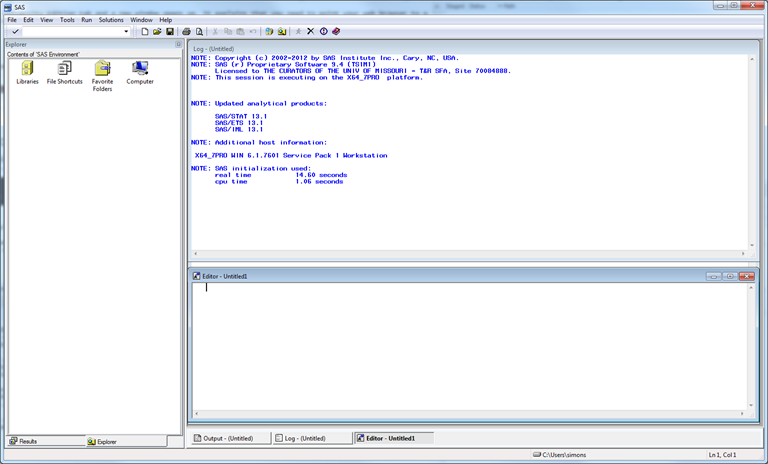 SAS
File Edit View Tools Run Solutions Window Help
Explorer
Contents of 'SAS Environment'
Libraries
File Shortcuts
Favorite
Folders
Computer
Results
Explorer
Log - (Untitled)
NOTE: Copyright (c) 2002-2012 by SAS Institute Inc., Cary, NC, USA.
NOTE: SAS (r) Proprietary Software 9.4 (TS1M1)
Licensed to THE CURATORS OF THE UNIV OF MISSOURI - T&R SFA, Site 70084888.
NOTE: This session is executing on the X64_7PRO platform.
NOTE: Updated analytical products:
SAS/STAT 13.1
SAS/ETS 13.1
SAS/IML 13.1
NOTE: Additional host information:
X64_7PRO WIN 6.1.7601 Service Pack 1 Workstation
NOTE: SAS initialization used:
real time 14.60 seconds
cpu time 1.06 seconds
Editor - Untitled1
Output - (Untitled)
Log - (Untitled)
Editor - Untitled1
C:\Users\simons
Ln 1, Col 1